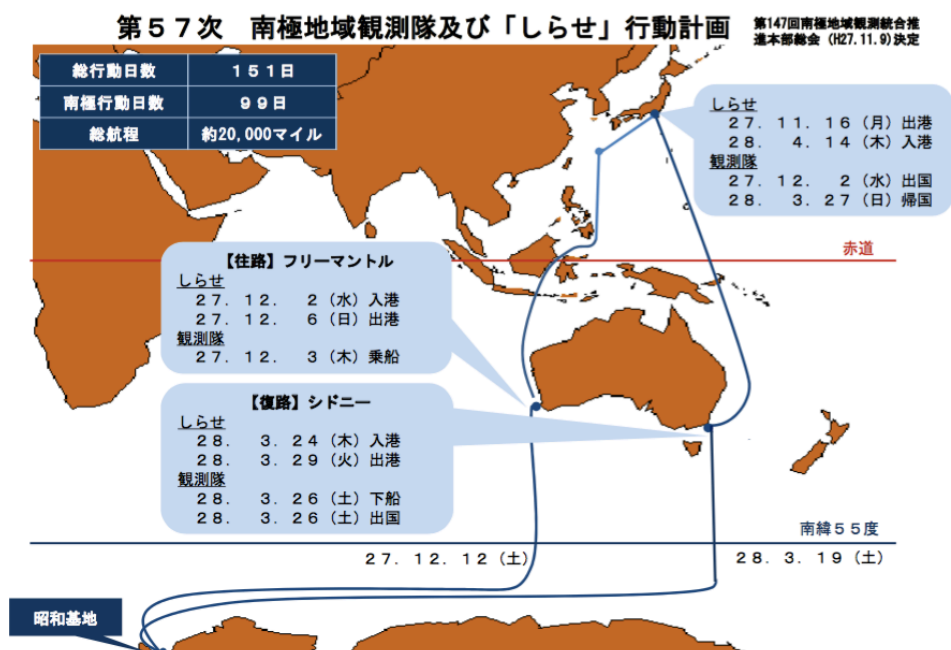 第５７次　南極地域観測隊及び「しらせ」行動計画
第147回南極地域観測統合推
進本部総会（H27.11.9)決定
総行動日数　１５１日
南極行動日数　９９日
総航程　約20,000マイル
しらせ
２７．１１．１６（月）出港
２８．　４．１４（木）入港
観測隊
２７．１２．　２（水）出国
２８．　３．２７（日）帰国
赤道
【往路】フリーマントル
しらせ
２７．１２．　２（水）入港
２７．１２．　６（日）出港
観測隊
２７．１２．　３（木）乗船
【復路】シドニー
しらせ
２８．　３．２４（木）入港
２８．　３．２９（火）出港
観測隊
２８．　３．２６（土）下船
２８．　３．２６（土）出国
南緯５５度
２７．１２．１２（土）
２８．３．１９（土）
昭和基地